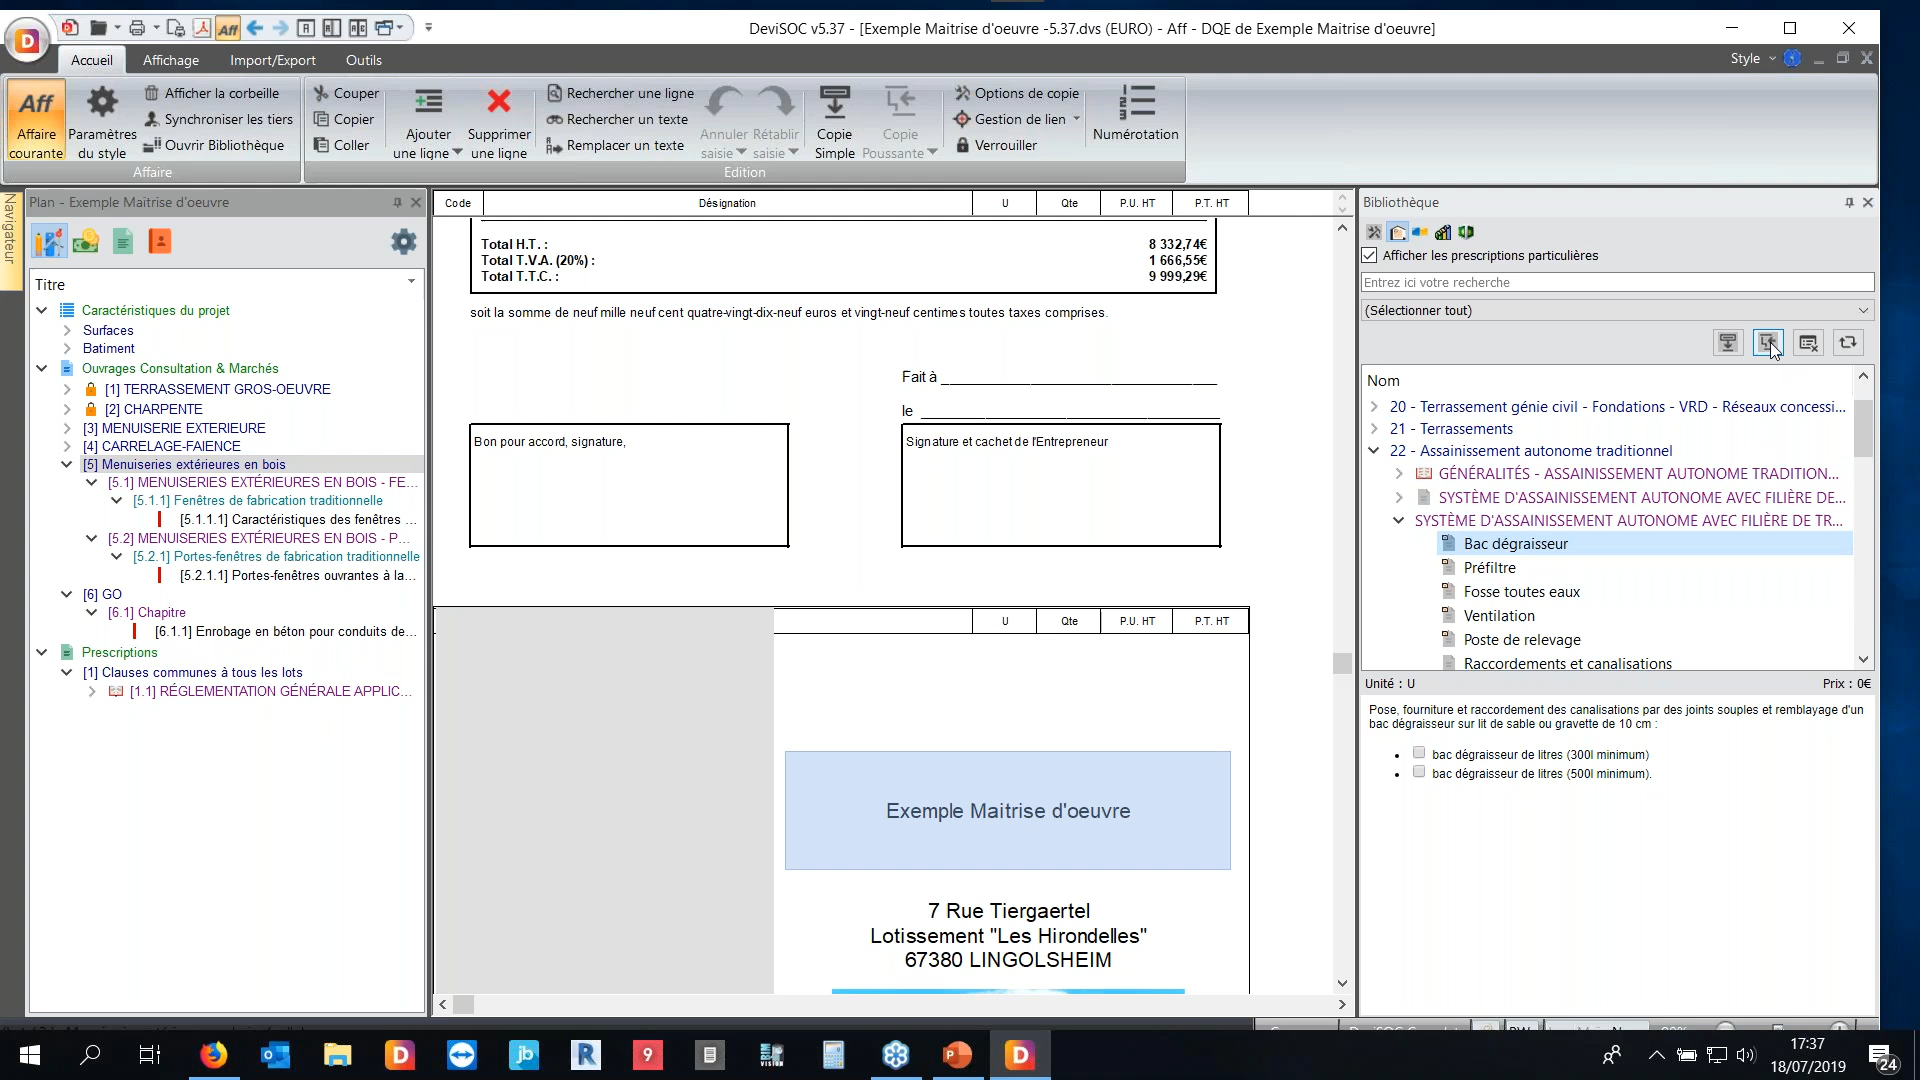 DeviSOC v5.37 - [Exemple Maitrise d'oeuvre -5.37.dvs (EURO) - Aff - DQE de Exemple Maitrise d'oeuvre]
Aff
Accueil Affichage Import/Export Outils
Style
Aff Affaire courante
Paramètres du style
Afficher la corbeille
Synchroniser les tiers
Ouvrir Bibliothèque
Affaire
Couper
Copier
Coller
Ajouter une ligne
Supprimer une ligne
Rechercher une ligne
Rechercher un texte
Remplacer un texte
Annuler saisie
Rétablir saisie
Copie Simple
Copie Poussante
Options de copie
Gestion de lien
Verrouiller
Numérotation
Edition
Navigateur
Plan - Exemple Maitrise d'oeuvre
Titre
Caractéristiques du projet
Surfaces
Batiment
Ouvrages Consultation & Marchés
[1] TERRASSEMENT GROS-OEUVRE
[2] CHARPENTE
[3] MENUISERIE EXTERIEURE
[4] CARRELAGE-FAIENCE
[5] Menuiseries extérieures en bois
[5.1] MENUISERIES EXTÉRIEURES EN BOIS - FE...
[5.1.1] Fenêtres de fabrication traditionnelle
[5.1.1.1] Caractéristiques des fenêtres ...
[5.2] MENUISERIES EXTÉRIEURES EN BOIS - P...
[5.2.1] Portes-fenêtres de fabrication traditionnelle
[5.2.1.1] Portes-fenêtres ouvrantes à la...
[6] GO
[6.1] Chapitre
[6.1.1] Enrobage en béton pour conduits de...
Prescriptions
[1] Clauses communes à tous les lots
[1.1] RÉGLEMENTATION GÉNÉRALE APPLIC...
Code Désignation U Qte P.U. HT P.T. HT
Total H.T. : 8 332,74€
Total T.V.A. (20%) : 1 666,55€
Total T.T.C. : 9 999,29€
soit la somme de neuf mille neuf cent quatre-vingt-dix-neuf euros et vingt-neuf centimes toutes taxes comprises.
Fait à
le
Bon pour accord, signature,
Signature et cachet de l'Entrepreneur
U Qte P.U. HT P.T. HT
Exemple Maitrise d'oeuvre
7 Rue Tiergaertel
Lotissement "Les Hirondelles"
67380 LINGOLSHEIM
Bibliothèque
Afficher les prescriptions particulières
Entrez ici votre recherche
(Sélectionner tout)
Nom
20 - Terrassement génie civil - Fondations - VRD - Réseaux concessi...
21 - Terrassements
22 - Assainissement autonome traditionnel
GÉNÉRALITÉS - ASSAINISSEMENT AUTONOME TRADITION...
SYSTÈME D'ASSAINISSEMENT AUTONOME AVEC FILIÈRE DE...
SYSTÈME D'ASSAINISSEMENT AUTONOME AVEC FILIÈRE DE TR...
Bac dégraisseur
Préfiltre
Fosse toutes eaux
Ventilation
Poste de relevage
Raccordements et canalisations
Unité : U Prix : 0€
Pose, fourniture et raccordement des canalisations par des joints souples et remblayage d'un
bac dégraisseur sur lit de sable ou gravette de 10 cm :
• bac dégraisseur de litres (300l minimum)
• bac dégraisseur de litres (500l minimum).
17:37
18/07/2019
24